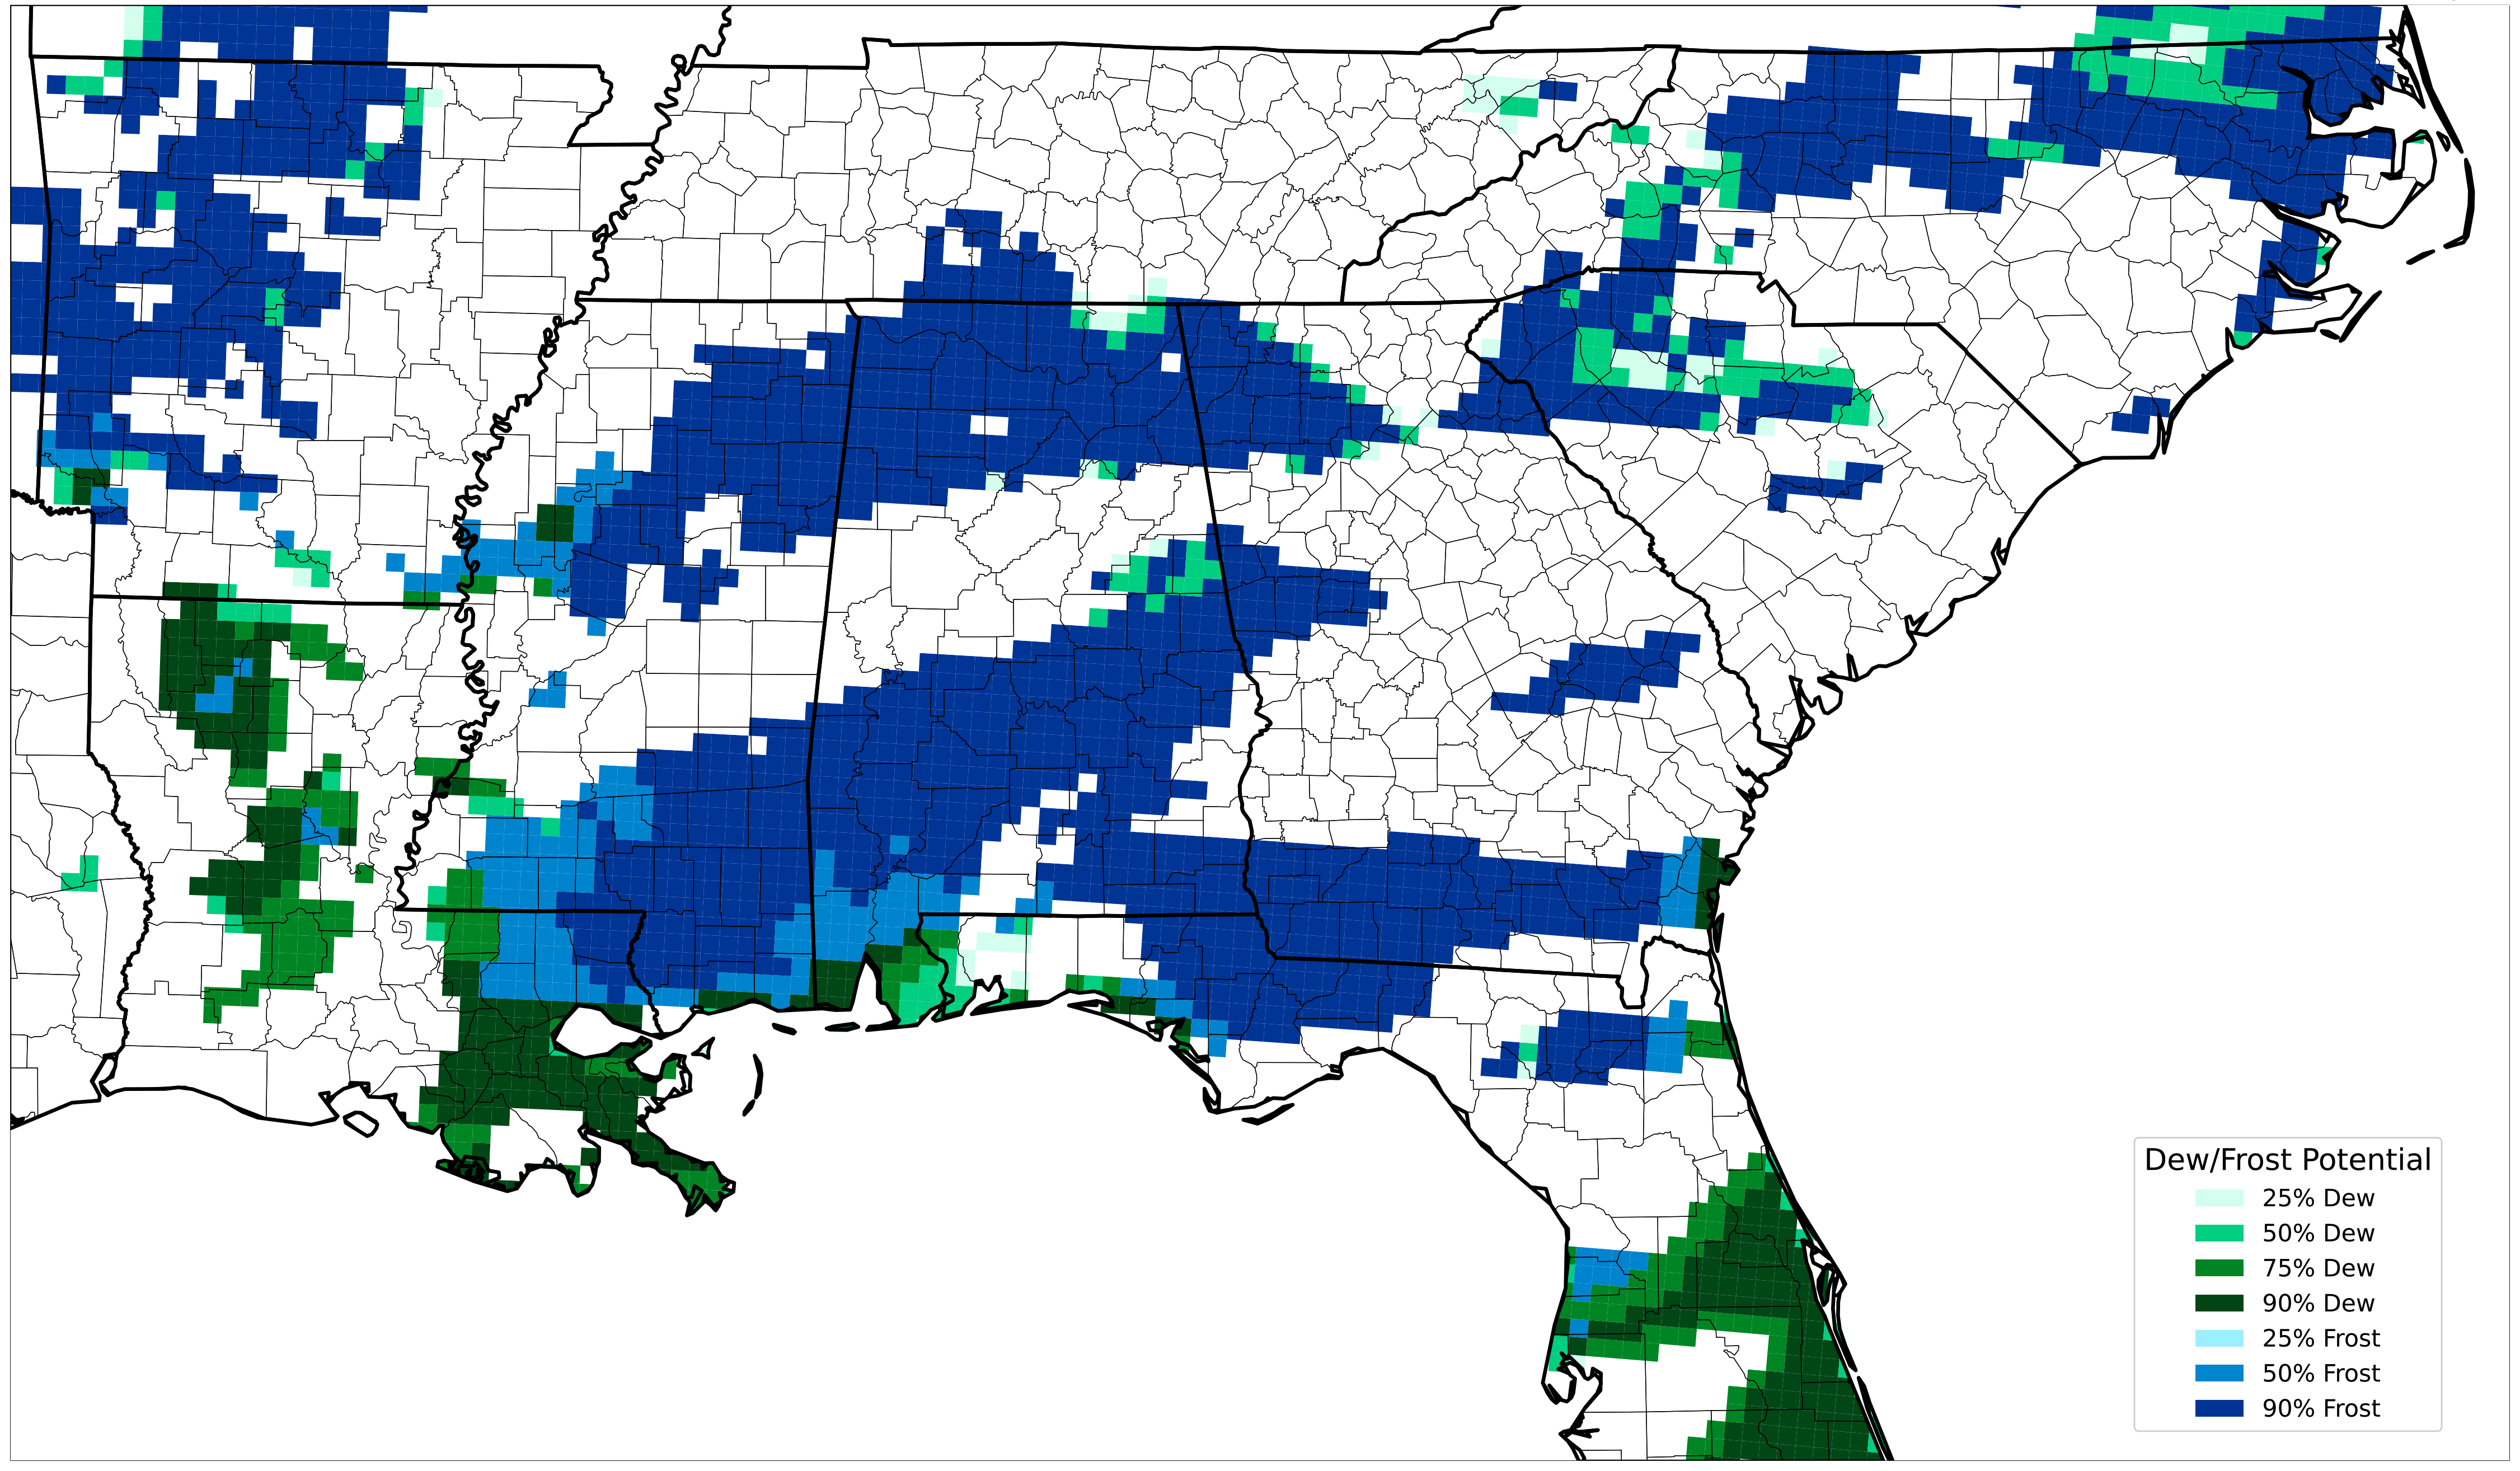 Dew/Frost Potential
25% Dew
50% Dew
75% Dew
90% Dew
25% Frost
50% Frost
90% Frost